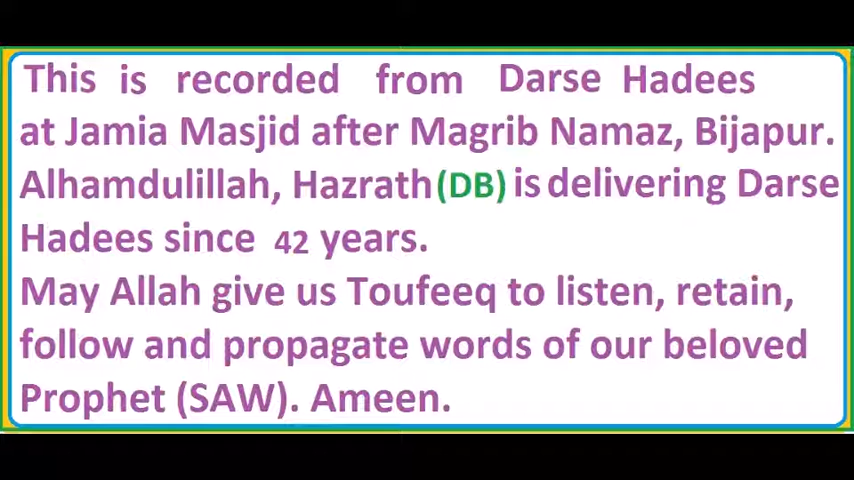 This is recorded from Darse Hadees
at Jamia Masjid after Magrib Namaz, Bijapur.
Alhamdulillah, Hazrath(DB) is delivering Darse
Hadees since 42 years.
May Allah give us Toufeeq to listen, retain,
follow and propagate words of our beloved
Prophet (SAW). Ameen.